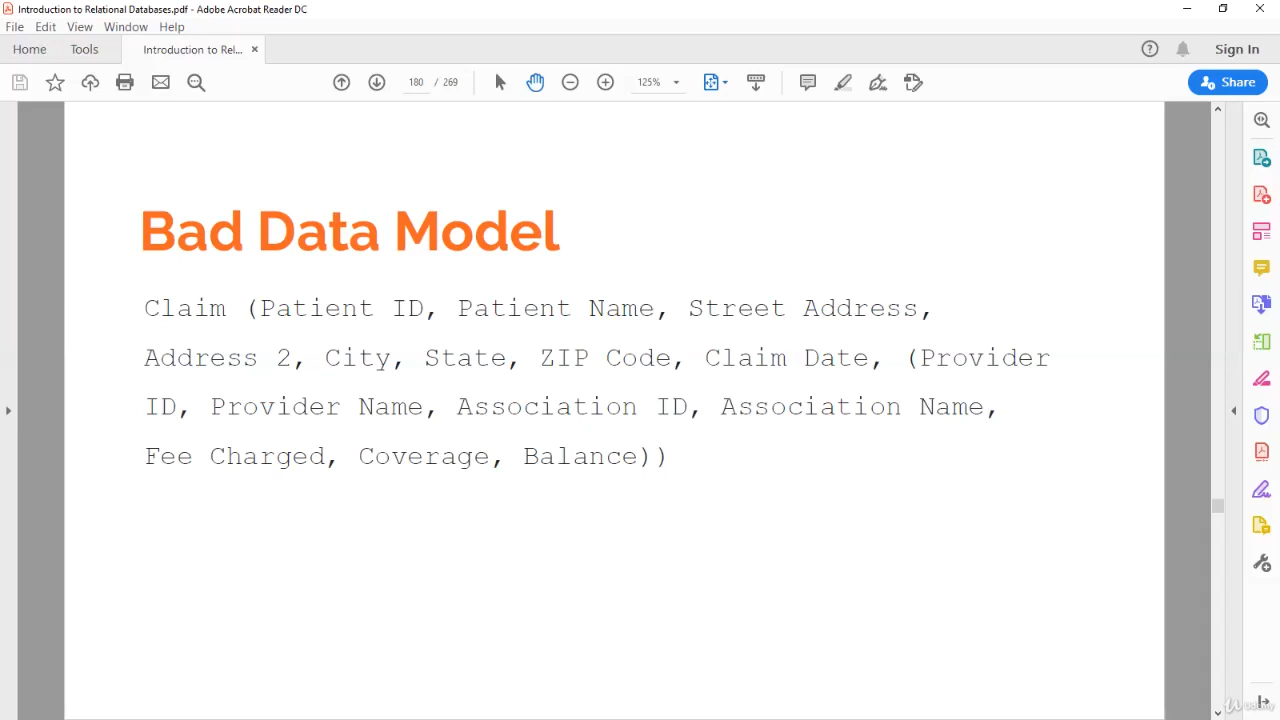 Introduction to Relational Databases.pdf - Adobe Acrobat Reader DC
File Edit View Window Help
Home Tools Introduction to Rel... × Sign In
180 / 269 125% Share
Bad Data Model
Claim (Patient ID, Patient Name, Street Address,
Address 2, City, State, ZIP Code, Claim Date, (Provider
ID, Provider Name, Association ID, Association Name,
Fee Charged, Coverage, Balance))
Udemy